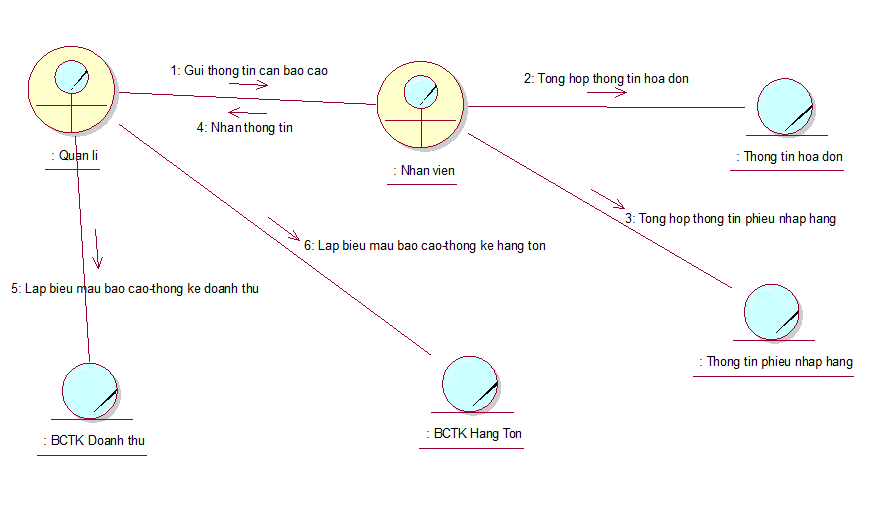 1: Gui thong tin can bao cao
2: Tong hop thong tin hoa don
4: Nhan thong tin
: Quan li
: Nhan vien
: Thong tin hoa don
3: Tong hop thong tin phieu nhap hang
6: Lap bieu mau bao cao-thong ke hang ton
5: Lap bieu mau bao cao-thong ke doanh thu
: Thong tin phieu nhap hang
: BCTK Doanh thu
: BCTK Hang Ton